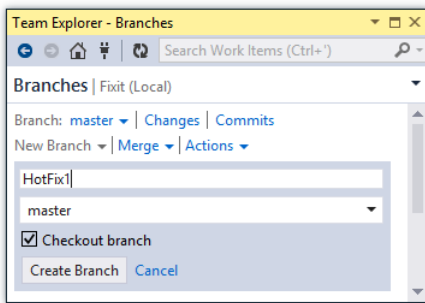 Team Explorer - Branches
Search Work Items (Ctrl+')
Branches | Fixit (Local)
Branch: master | Changes | Commits
New Branch | Merge | Actions
HotFix1
master
Checkout branch
Create Branch Cancel